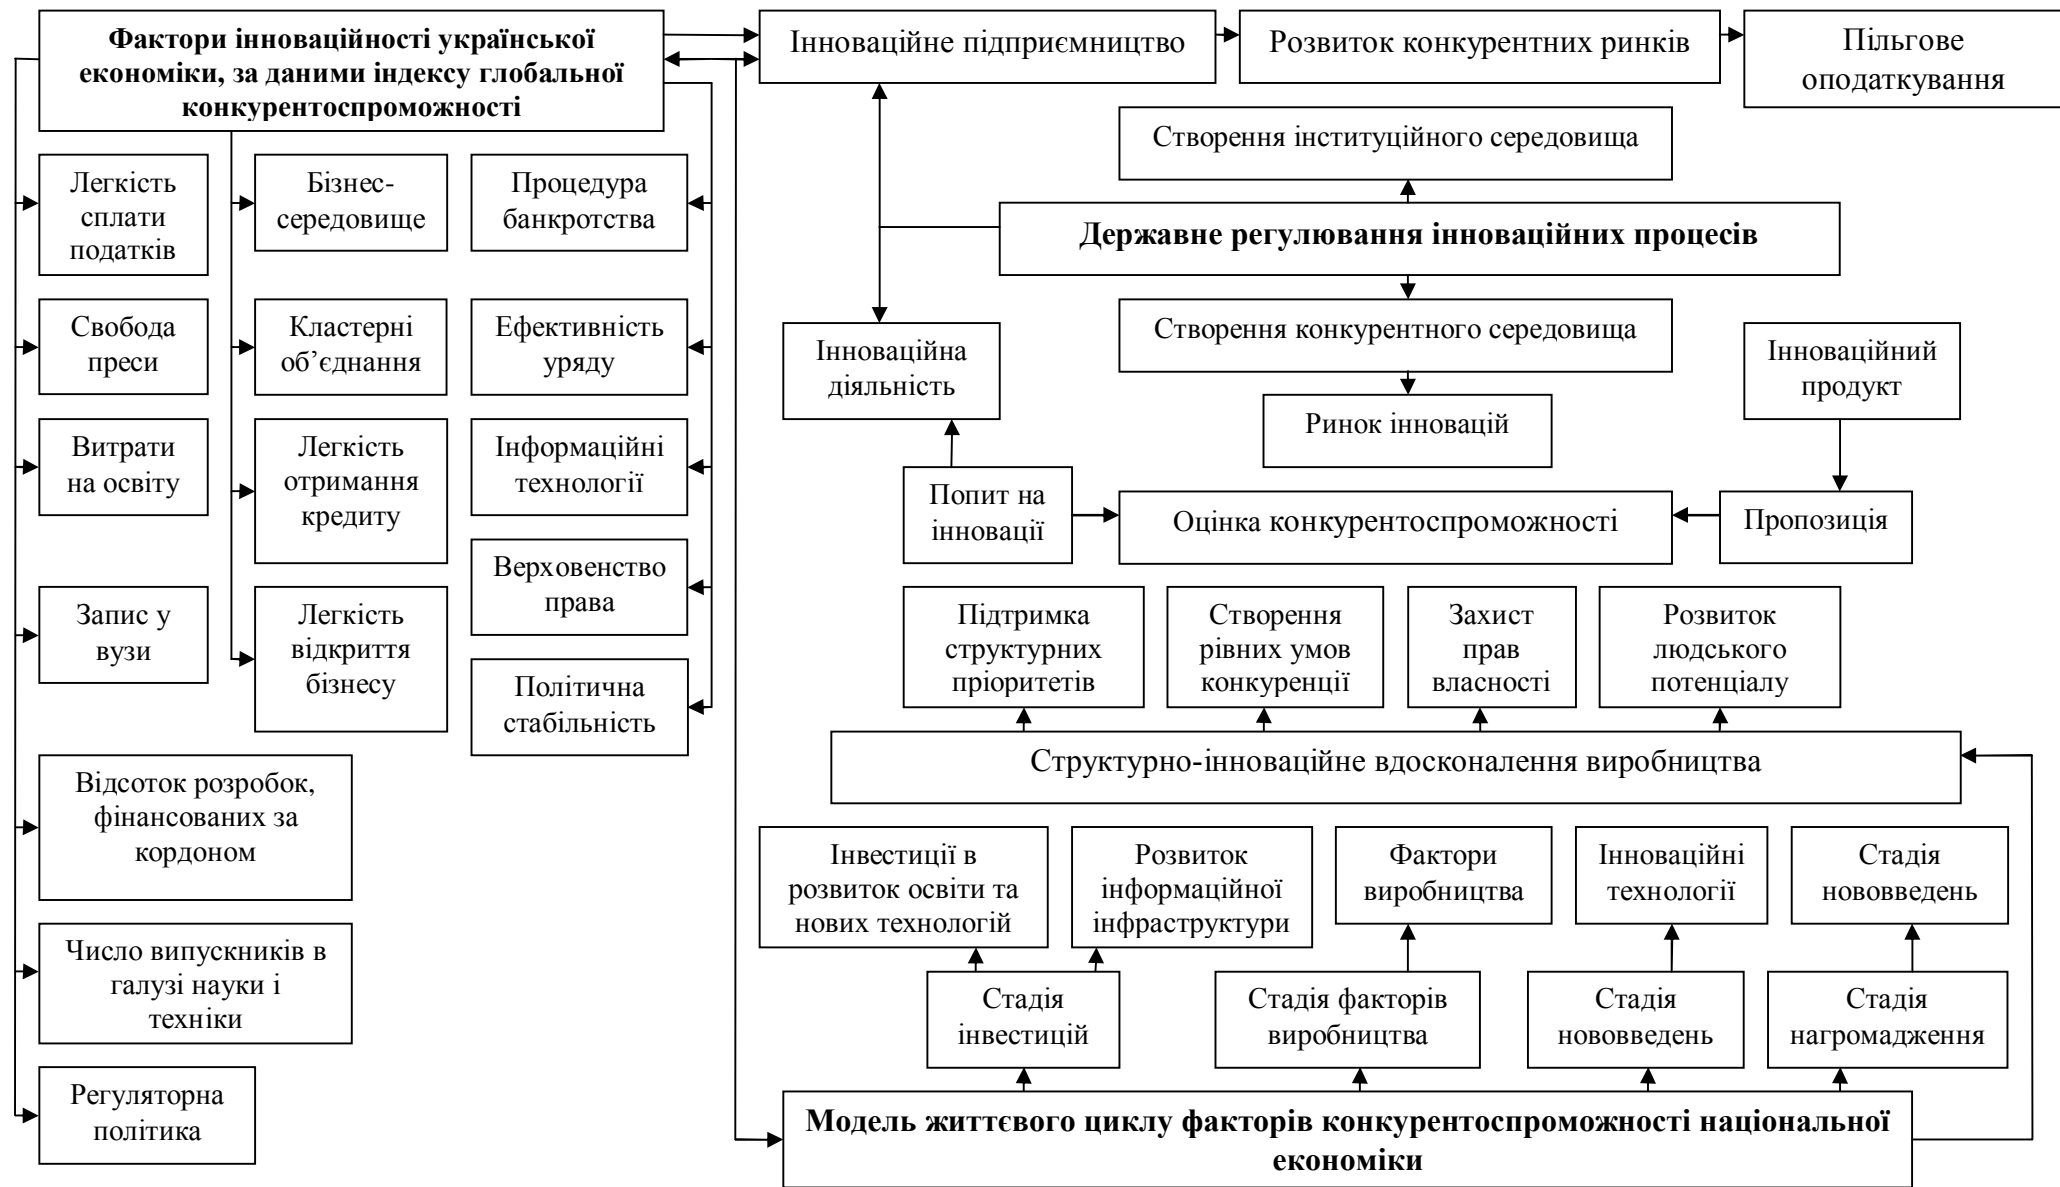 Фактори інноваційності української
економіки, за даними індексу глобальної
конкурентоспроможності
Інноваційне підприємництво
Розвиток конкурентних ринків
Пільгове
оподаткування
Легкість
сплати
податків
Бізнес-
середовище
Процедура
банкротства
Свобода
преси
Кластерні
об’єднання
Ефективність
уряду
Витрати
на освіту
Легкість
отримання
кредиту
Інформаційні
технології
Запис у
вузи
Легкість
відкриття
бізнесу
Верховенство
права
Політична
стабільність
Відсоток розробок,
фінансованих за
кордоном
Число випускників в
галузі науки і
техніки
Регуляторна
політика
Створення інституційного середовища
Державне регулювання інноваційних процесів
Створення конкурентного середовища
Ринок інновацій
Інноваційна
діяльність
Інноваційний
продукт
Попит на
інновації
Оцінка конкурентоспроможності
Пропозиція
Підтримка
структурних
пріоритетів
Створення
рівних умов
конкуренції
Захист
прав
власності
Розвиток
людського
потенціалу
Структурно-інноваційне вдосконалення виробництва
Інвестиції в
розвиток освіти та
нових технологій
Розвиток
інформаційної
інфраструктури
Фактори
виробництва
Інноваційні
технології
Стадія
нововведень
Стадія
інвестицій
Стадія факторів
виробництва
Стадія
нововведень
Стадія
нагромадження
Модель життєвого циклу факторів конкурентоспроможності національної
економіки